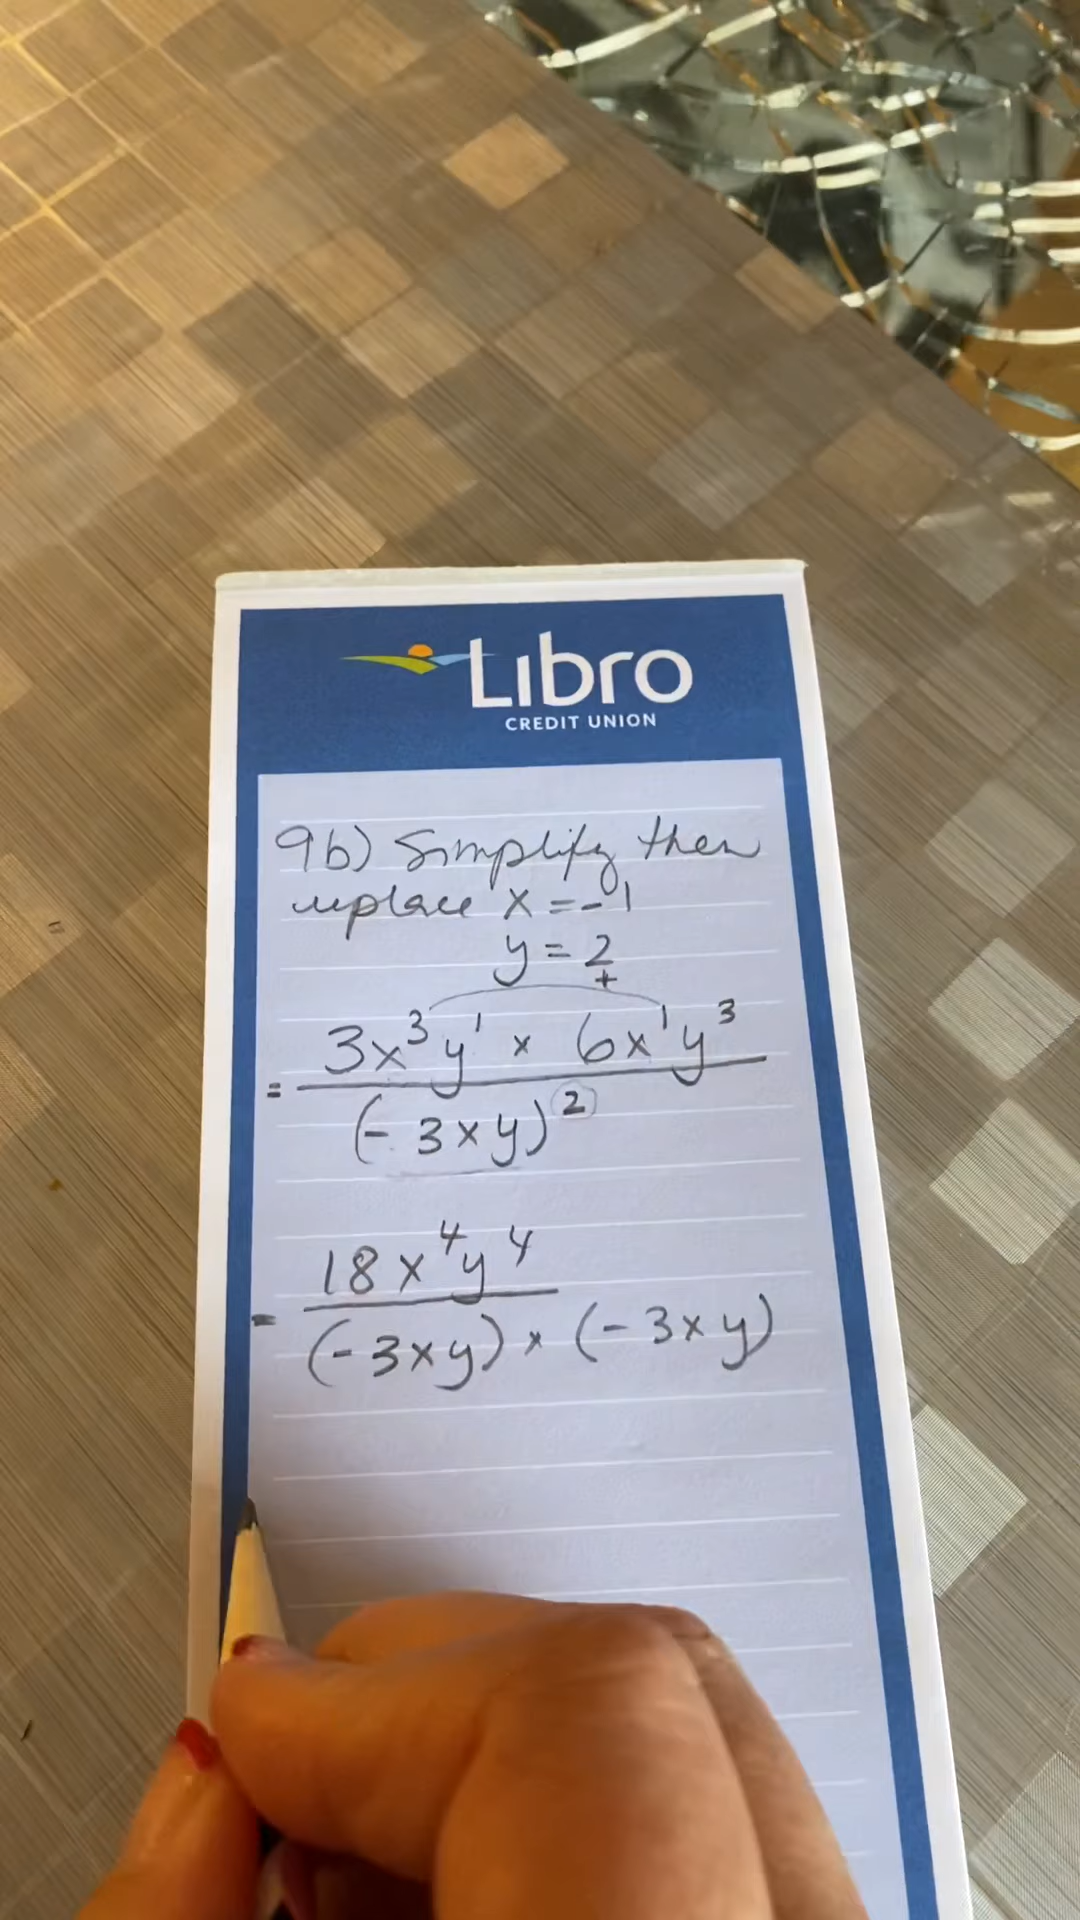 Libro
CREDIT UNION
9b) Simplify then
replace x = -1
y = 2
+
= 3x³y¹ × 6x¹y³
(-3xy)²
= 18x⁴y⁴
(-3xy) × (-3xy)